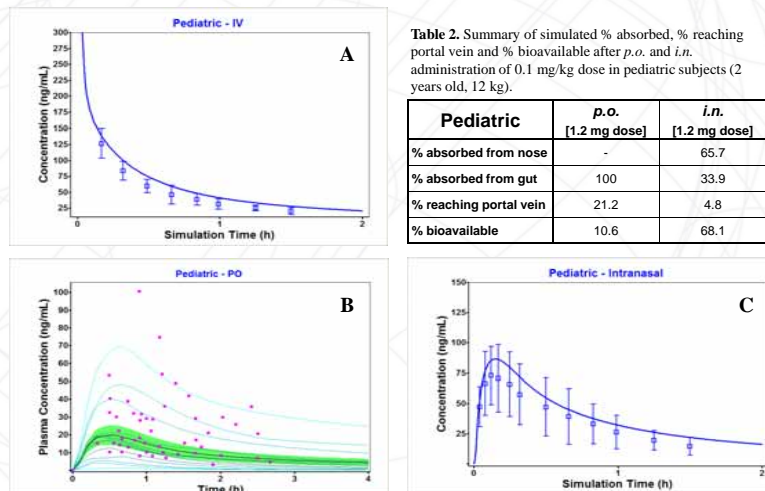 Pediatric - IV
A
Concentration (ng/mL)
300
275
250
225
200
175
150
125
100
75
50
25
0
1
2
Simulation Time (h)
Table 2. Summary of simulated % absorbed, % reaching
portal vein and % bioavailable after p.o. and i.n.
administration of 0.1 mg/kg dose in pediatric subjects (2
years old, 12 kg).
Pediatric p.o. i.n.
[1.2 mg dose] [1.2 mg dose]
% absorbed from nose - 65.7
% absorbed from gut 100 33.9
% reaching portal vein 21.2 4.8
% bioavailable 10.6 68.1
Pediatric - PO
B
Plasma Concentration (ng/mL)
100
90
80
70
60
50
40
30
20
10
0
1
2
3
4
Time (h)
Pediatric - Intranasal
C
Concentration (ng/mL)
150
125
100
75
50
25
0
1
2
Simulation Time (h)